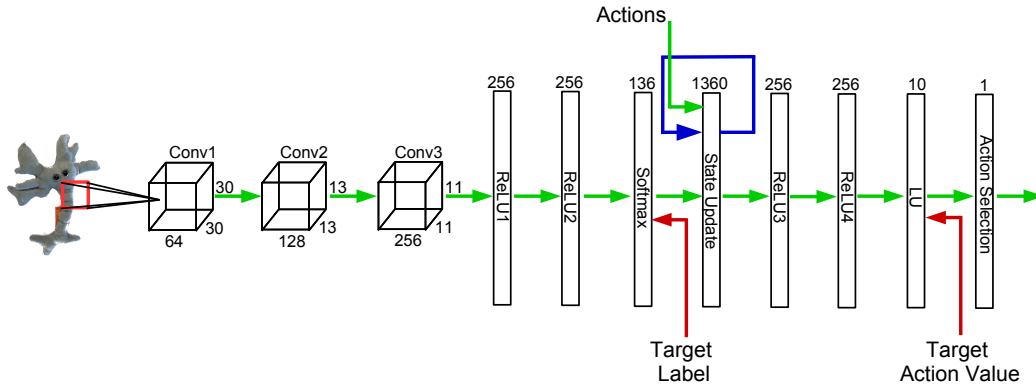 Actions
256
256
136
1360
256
256
10
1
Conv1
Conv2
Conv3
30
13
11
30
13
11
64
128
256
ReLU1
ReLU2
Softmax
State Update
ReLU3
ReLU4
LU
Action Selection
Target
Label
Target
Action Value